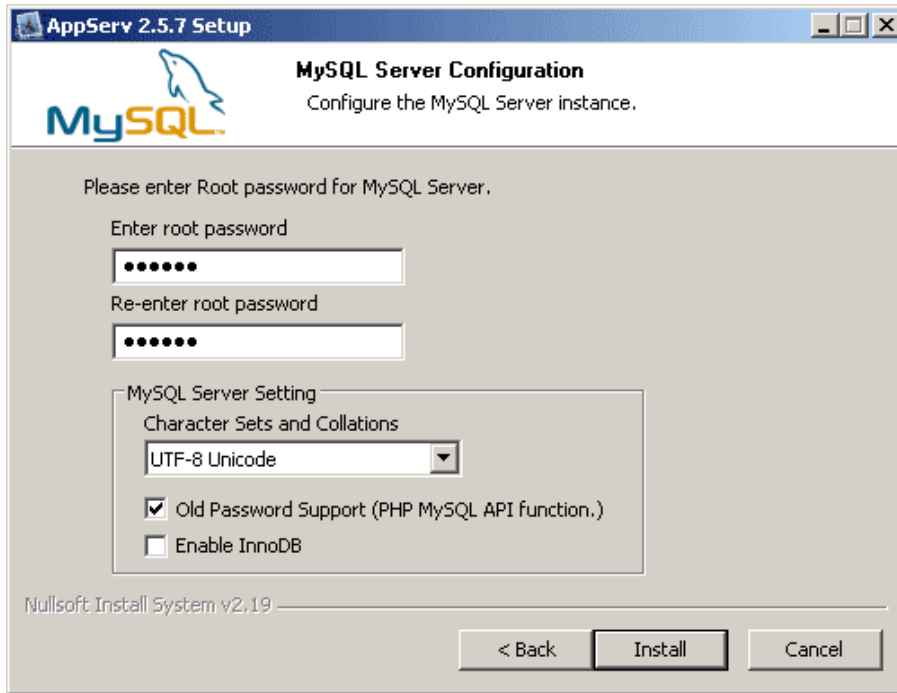 AppServ 2.5.7 Setup
MySQL
MySQL Server Configuration
Configure the MySQL Server instance.
Please enter Root password for MySQL Server.
Enter root password
••••••
Re-enter root password
••••••
MySQL Server Setting
Character Sets and Collations
UTF-8 Unicode
Old Password Support (PHP MySQL API function.)
Enable InnoDB
Nullsoft Install System v2.19
< Back Install Cancel